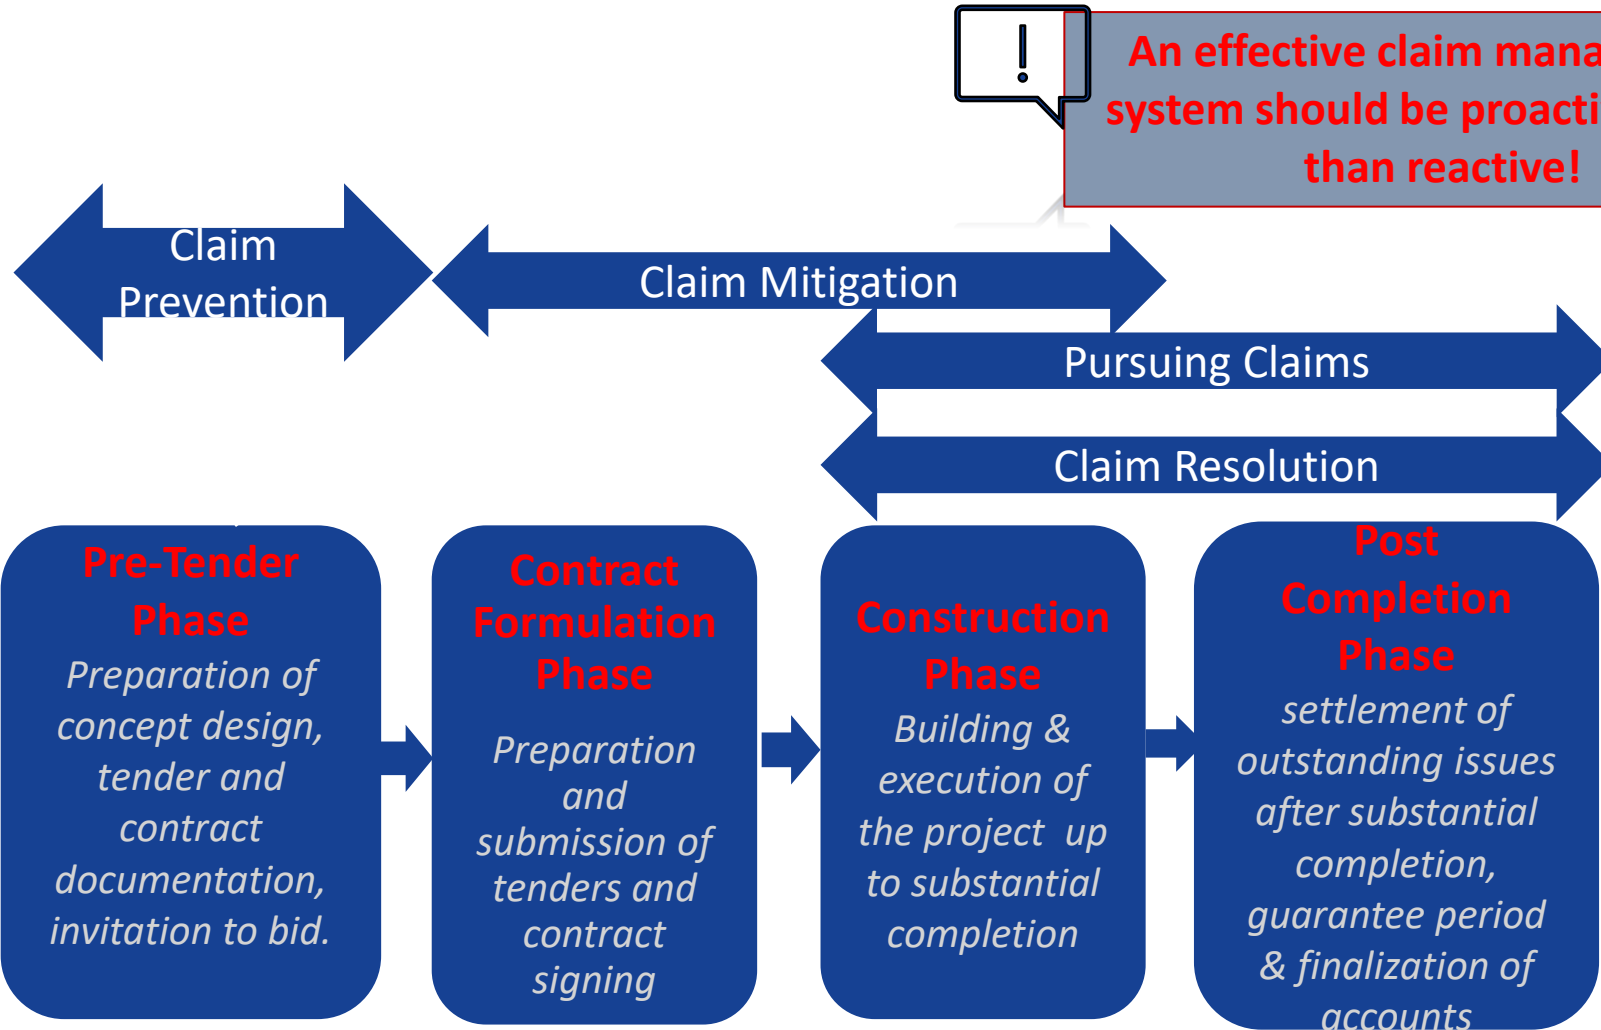 !
An effective claim
system should be
than reactive!
Claim
Prevention
Claim Mitigation
Pursuing Claims
Claim Resolution
Pre-Tender
Phase
Preparation of
concept design,
tender and
contract
documentation,
invitation to bid.
Contract
Formulation
Phase
Preparation
and
submission of
tenders and
contract
signing
Construction
Phase
Building &
execution of
the project up
to substantial
completion
Post
Completion
Phase
settlement of
outstanding issues
after substantial
completion,
guarantee period
& finalization of
accounts